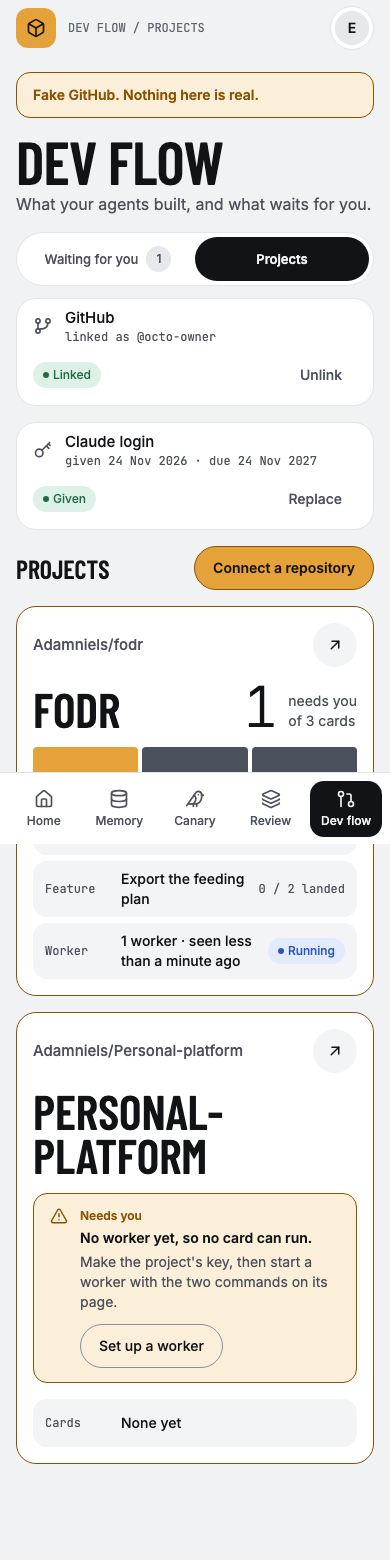 DEV FLOW / PROJECTS
E
Fake GitHub. Nothing here is real.
DEV FLOW
What your agents built, and what waits for you.
Waiting for you 1
Projects
GitHub
linked as @octo-owner
Linked
Unlink
Claude login
given 24 Nov 2026 · due 24 Nov 2027
Given
Replace
PROJECTS
Connect a repository
Adamniels/fodr
FODR
1 needs you
of 3 cards
Home
Memory
Canary
Review
Dev flow
Feature
Export the feeding
plan
0 / 2 landed
Worker
1 worker · seen less
than a minute ago
Running
Adamniels/Personal-platform
PERSONAL-
PLATFORM
Needs you
No worker yet, so no card can run.
Make the project's key, then start a
worker with the two commands on its
page.
Set up a worker
Cards
None yet